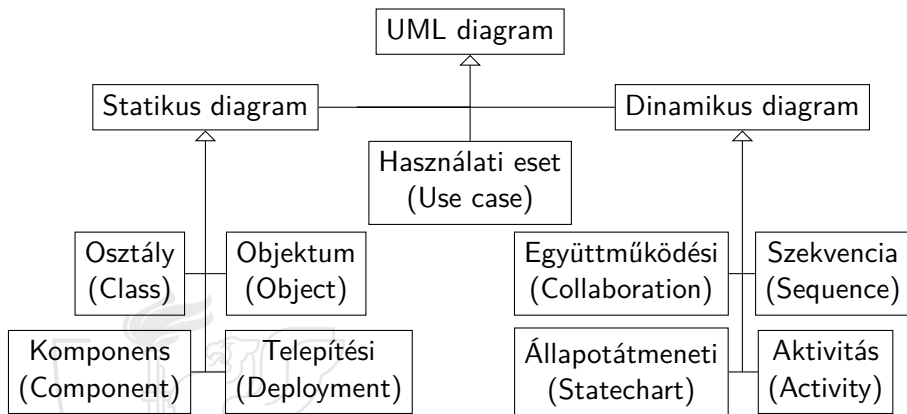 UML diagram
Statikus diagram
Dinamikus diagram
Használati eset
(Use case)
Osztály
(Class)
Objektum
(Object)
Együttműködési
(Collaboration)
Szekvencia
(Sequence)
Komponens
(Component)
Telepítési
(Deployment)
Állapotátmeneti
(Statechart)
Aktivitás
(Activity)